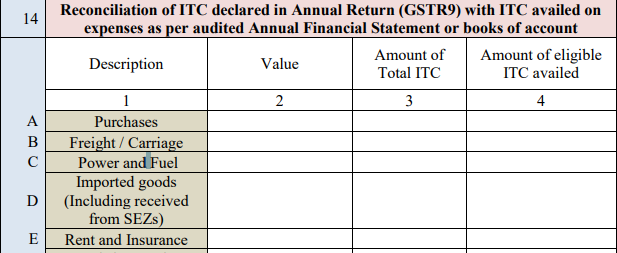 14
Reconciliation of ITC declared in Annual Return (GSTR9) with ITC availed on
expenses as per audited Annual Financial Statement or books of account
Description
Value
Amount of
Total ITC
Amount of eligible
ITC availed
1
2
3
4
A
Purchases
B
Freight / Carriage
C
Power and Fuel
D
Imported goods
(Including received
from SEZs)
E
Rent and Insurance